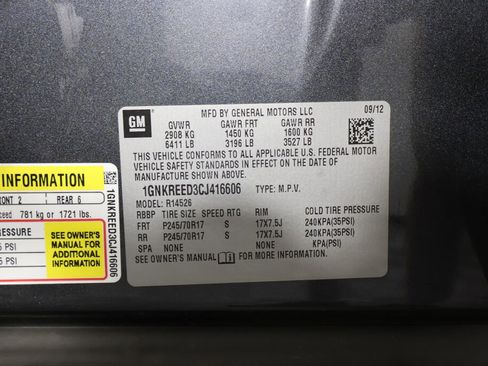 GM
MFD BY GENERAL MOTORS LLC
09/12
GVWR GAWR FRT GAWR RR
2908 KG 1450 KG 1600 KG
6411 LB 3196 LB 3527 LB
THIS VEHICLE CONFORMS TO ALL APPLICABLE U.S. FEDERAL MOTOR
VEHICLE SAFETY STANDARDS IN EFFECT ON THE DATE OF
MANUFACTURE SHOWN ABOVE.
1GNKREED3CJ416606 TYPE: M.P.V.
MODEL: R14526
RBBP TIRE SIZE SPEED RTG RIM COLD TIRE PRESSURE
FRT P245/70R17 S 17X7.5J 240KPA(35PSI)
RR P245/70R17 S 17X7.5J 240KPA(35PSI)
SPA NONE NONE KPA(PSI)
SEE OWNER'S MANUAL FOR MORE INFORMATION.
INFORMATION
FRONT 2 REAR 6
781 kg or 1721 lbs.
PRESSURE
PSI
PSI
SEE OWNER'S
MANUAL FOR
ADDITIONAL
INFORMATION
1GNKREED3CJ416606